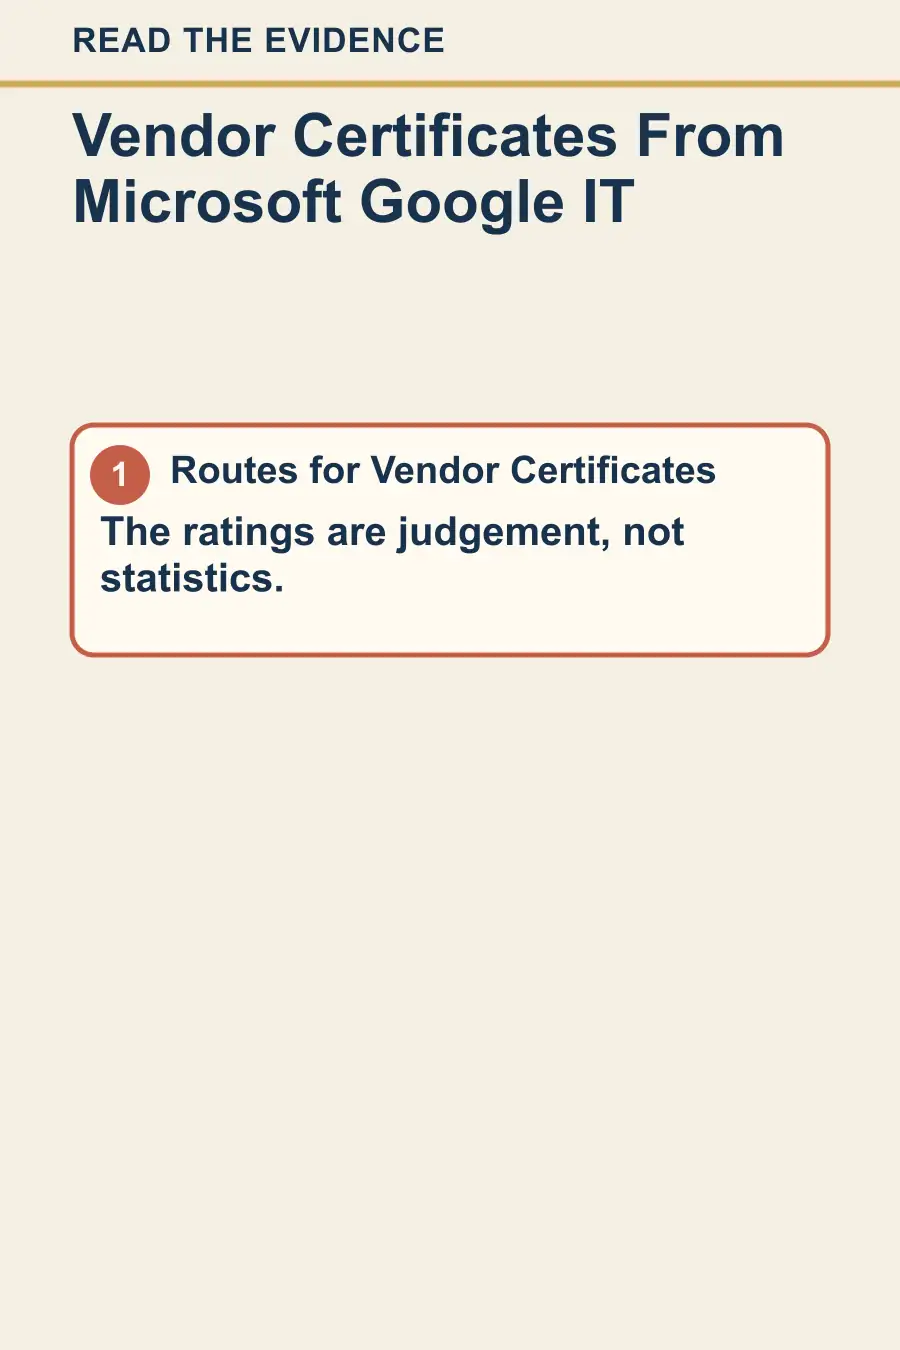 READ THE EVIDENCE
Vendor Certificates From
Microsoft Google IT
1 Routes for Vendor Certificates
The ratings are judgement, not
statistics.